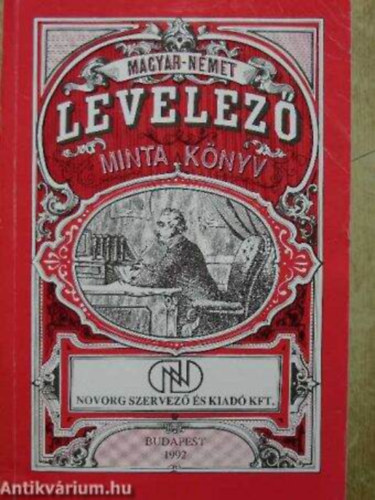 MAGYAR-NÉMET
LEVELEZŐ
MINTA KÖNYV
NOVORG SZERVEZŐ ÉS KIADÓ KFT.
BUDAPEST
1992
Antikvárium.hu